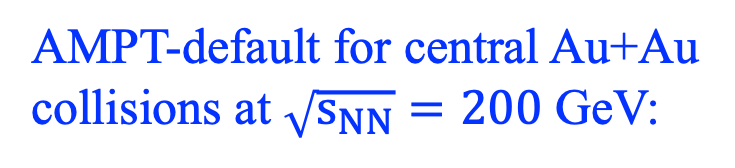 AMPT-default for central Au+Au
collisions at √sNN = 200 GeV: